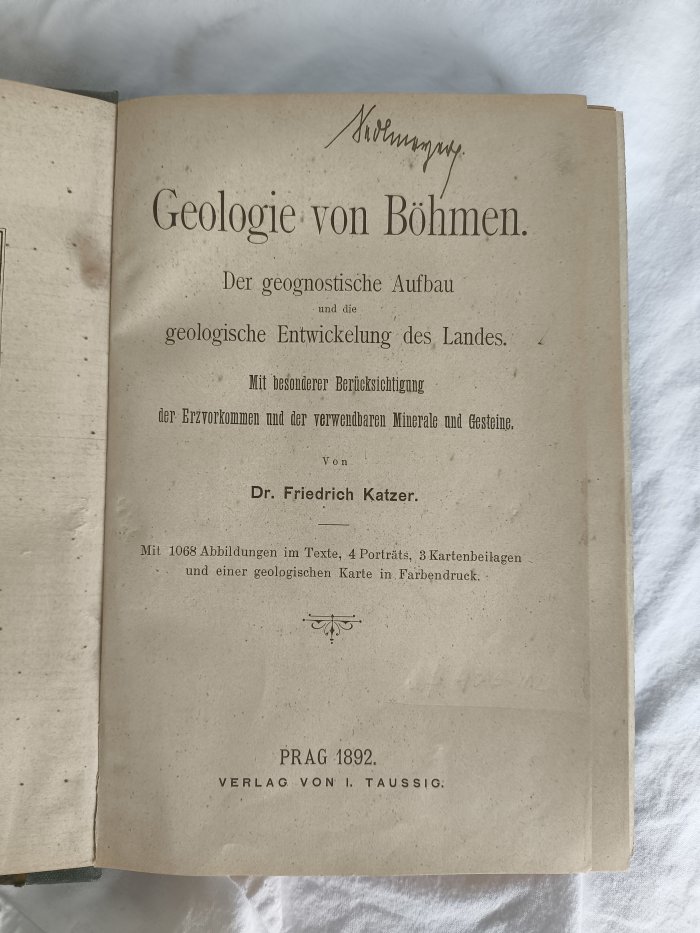 Sedlmayer
Geologie von Böhmen.
Der geognostische Aufbau
und die
geologische Entwickelung des Landes.
Mit besonderer Berücksichtigung
der Erzvorkommen und der verwendbaren Minerale und Gesteine.
Von
Dr. Friedrich Katzer.
Mit 1068 Abbildungen im Texte, 4 Porträts, 3 Kartenbeilagen
und einer geologischen Karte in Farbendruck.
PRAG 1892.
VERLAG VON I. TAUSSIG.